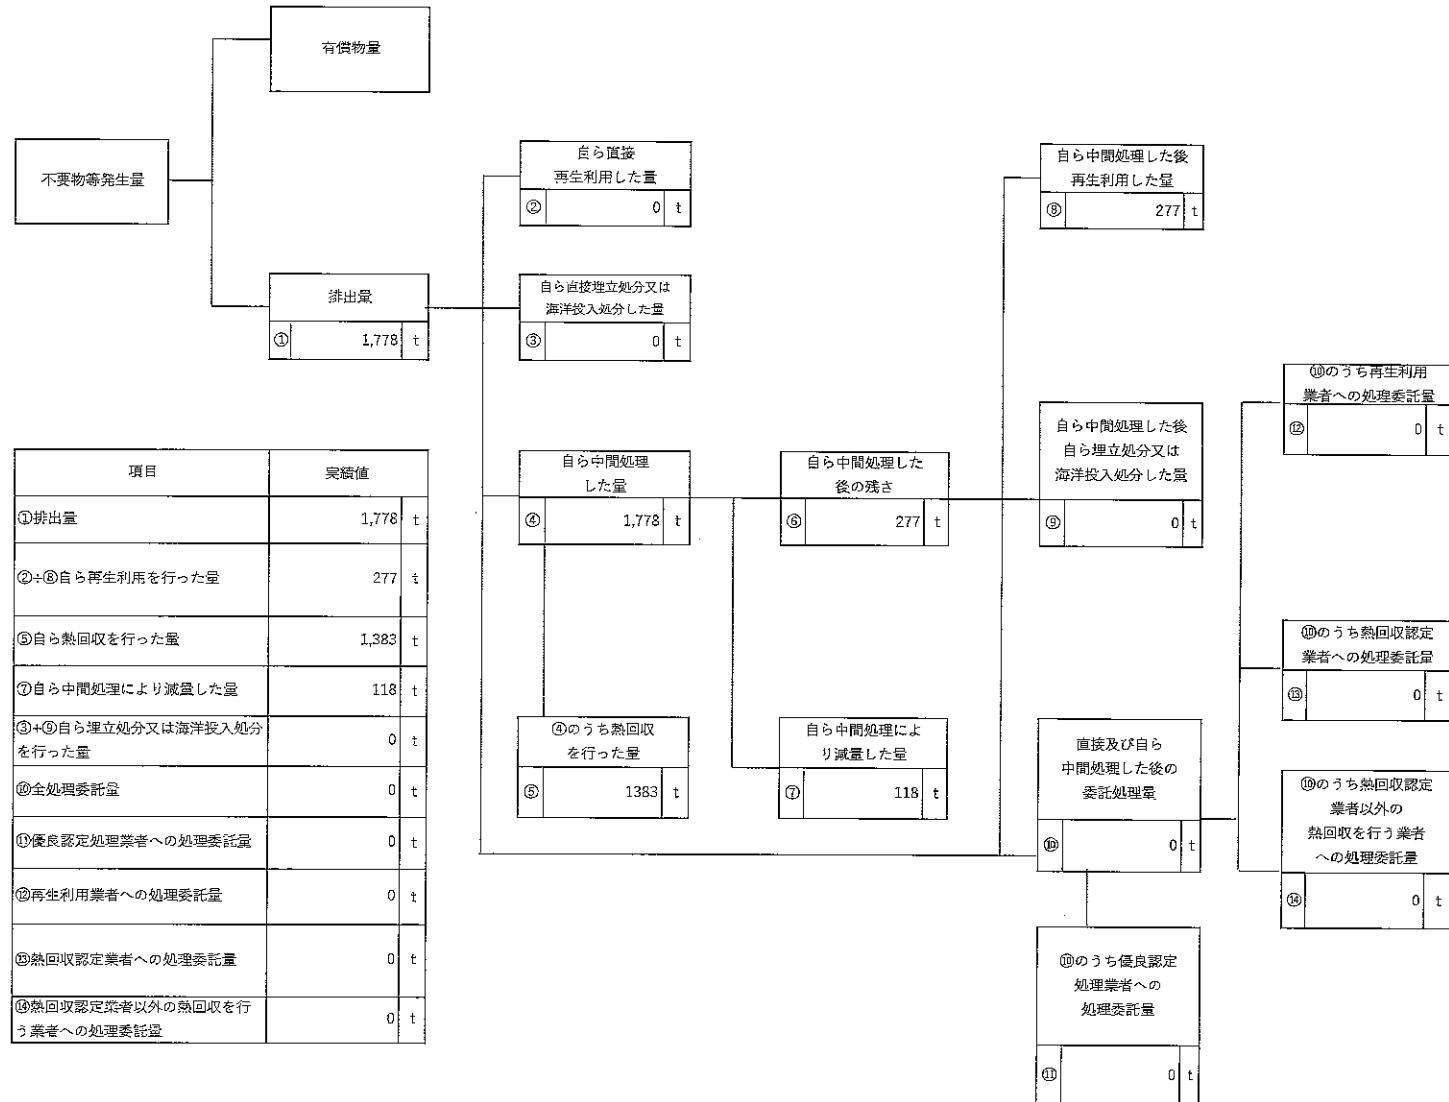 有償物量
不要物等発生量
排出量
① 1,778 t
自ら直接
再生利用した量
② 0 t
自ら直接埋立処分又は
海洋投入処分した量
③ 0 t
自ら中間処理
した量
④ 1,778 t
④のうち熱回収
を行った量
⑤ 1383 t
自ら中間処理した
後の残さ
⑥ 277 t
自ら中間処理によ
り減量した量
⑦ 118 t
自ら中間処理した後
再生利用した量
⑧ 277 t
自ら中間処理した後
自ら埋立処分又は
海洋投入処分した量
⑨ 0 t
直接及び自ら
中間処理した後の
委託処理量
⑩ 0 t
⑩のうち優良認定
処理業者への
処理委託量
⑪ 0 t
⑩のうち再生利用
業者への処理委託量
⑫ 0 t
⑩のうち熱回収認定
業者への処理委託量
⑬ 0 t
⑩のうち熱回収認定
業者以外の
熱回収を行う業者
への処理委託量
⑭ 0 t
項目 実績値
①排出量 1,778 t
②+⑧自ら再生利用を行った量 277 t
⑤自ら熱回収を行った量 1,383 t
⑦自ら中間処理により減量した量 118 t
③+⑨自ら埋立処分又は海洋投入処分
を行った量 0 t
⑩全処理委託量 0 t
⑪優良認定処理業者への処理委託量 0 t
⑫再生利用業者への処理委託量 0 t
⑬熱回収認定業者への処理委託量 0 t
⑭熱回収認定業者以外の熱回収を行
う業者への処理委託量 0 t